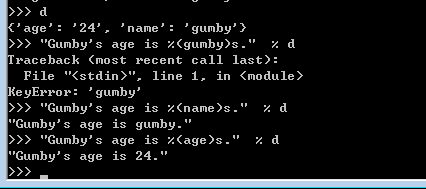 >>> d
{'age': '24', 'name': 'gumby'}
>>> "Gumby's age is %(gumby)s."  % d
Traceback (most recent call last):
  File "<stdin>", line 1, in <module>
KeyError: 'gumby'
>>> "Gumby's age is %(name)s."  % d
"Gumby's age is gumby."
>>> "Gumby's age is %(age)s."  % d
"Gumby's age is 24."
>>> _